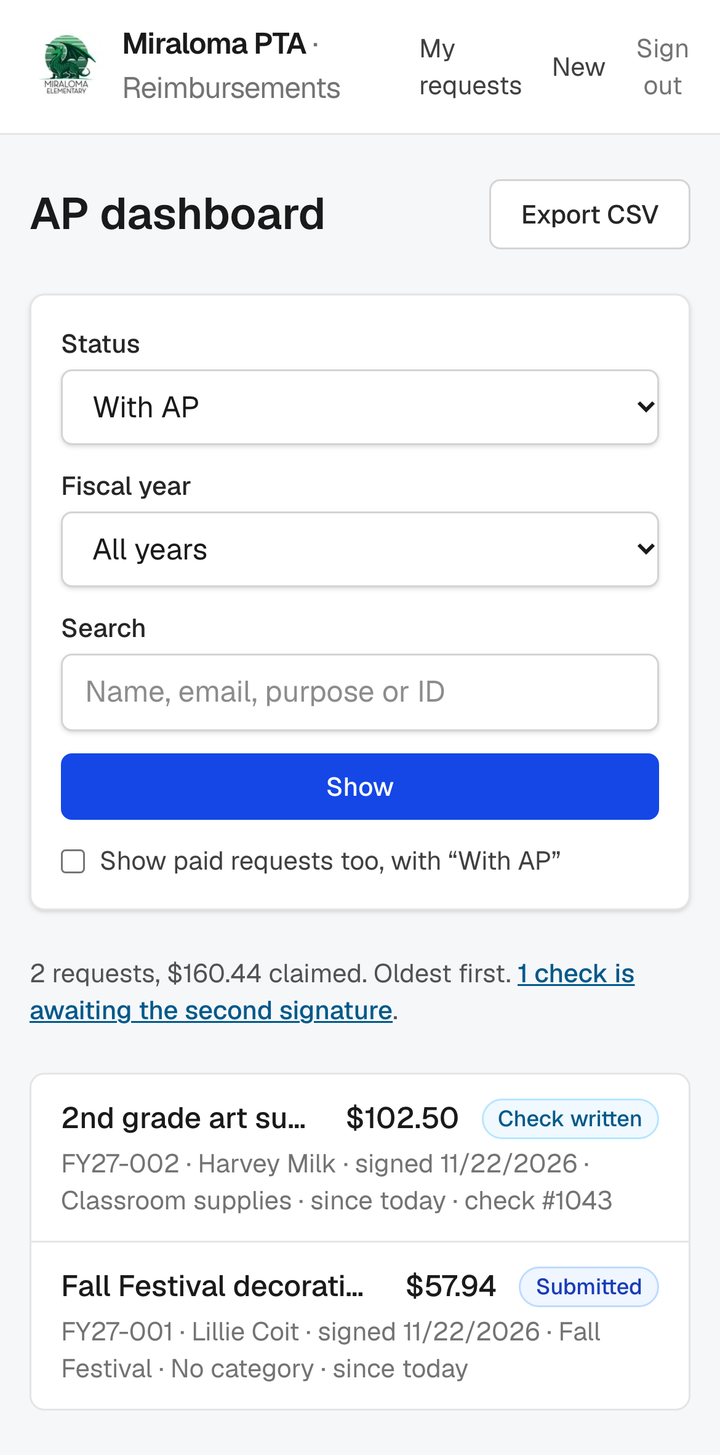 Miraloma PTA ·
Reimbursements
MIRALOMA
ELEMENTARY
My
requests
New
Sign
out
AP dashboard
Export CSV
Status
With AP
Fiscal year
All years
Search
Name, email, purpose or ID
Show
Show paid requests too, with “With AP”
2 requests, $160.44 claimed. Oldest first. 1 check is
awaiting the second signature.
2nd grade art su... $102.50 Check written
FY27-002 · Harvey Milk · signed 11/22/2026 ·
Classroom supplies · since today · check #1043
Fall Festival decorati... $57.94 Submitted
FY27-001 · Lillie Coit · signed 11/22/2026 · Fall
Festival · No category · since today